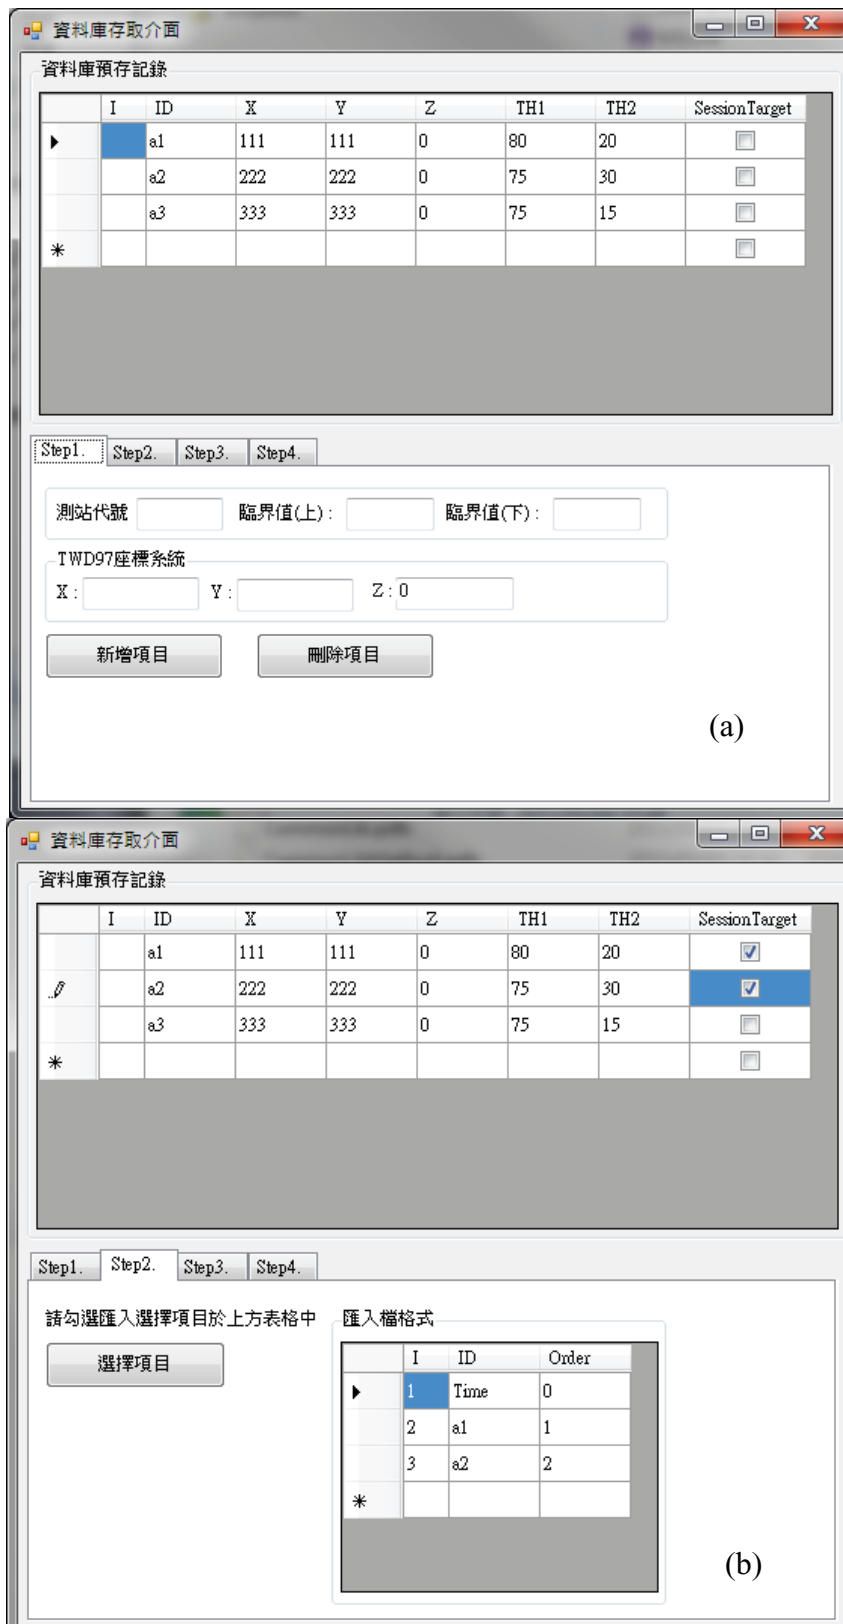 資料庫存取介面
資料庫預存記錄
I ID X Y Z TH1 TH2 SessionTarget
a1 111 111 0 80 20
a2 222 222 0 75 30
a3 333 333 0 75 15
Step1. Step2. Step3. Step4.
測站代號 臨界值(上) : 臨界值(下) :
TWD97座標系統
X : Y : Z : 0
新增項目 刪除項目
(a)
資料庫存取介面
資料庫預存記錄
I ID X Y Z TH1 TH2 SessionTarget
a1 111 111 0 80 20
a2 222 222 0 75 30
a3 333 333 0 75 15
Step1. Step2. Step3. Step4.
請勾選匯入選擇項目於上方表格中 匯入檔格式
選擇項目
I ID Order
1 Time 0
2 a1 1
3 a2 2
(b)